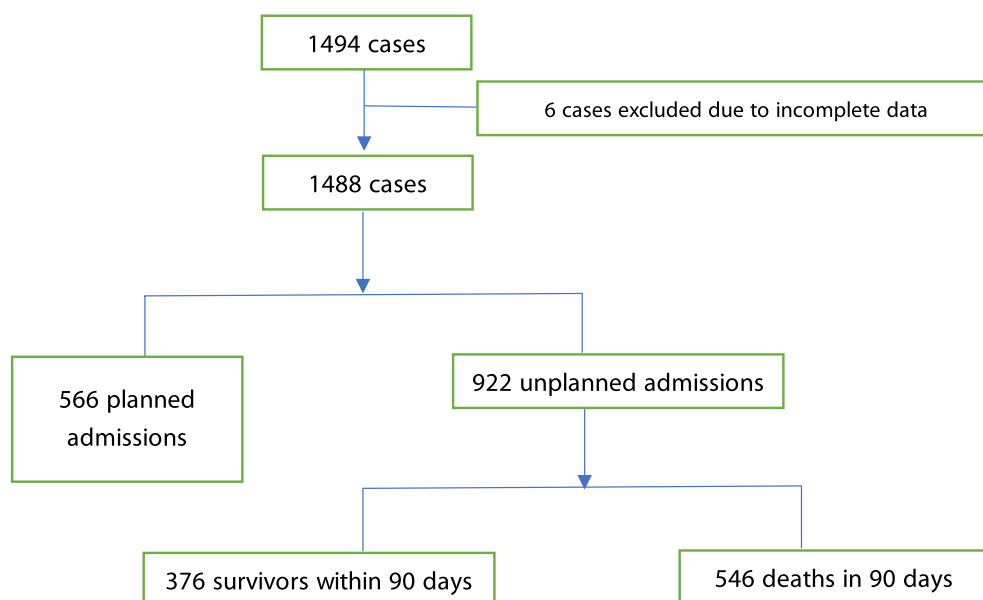 1494 cases
6 cases excluded due to incomplete data
1488 cases
566 planned
admissions
922 unplanned admissions
376 survivors within 90 days
546 deaths in 90 days